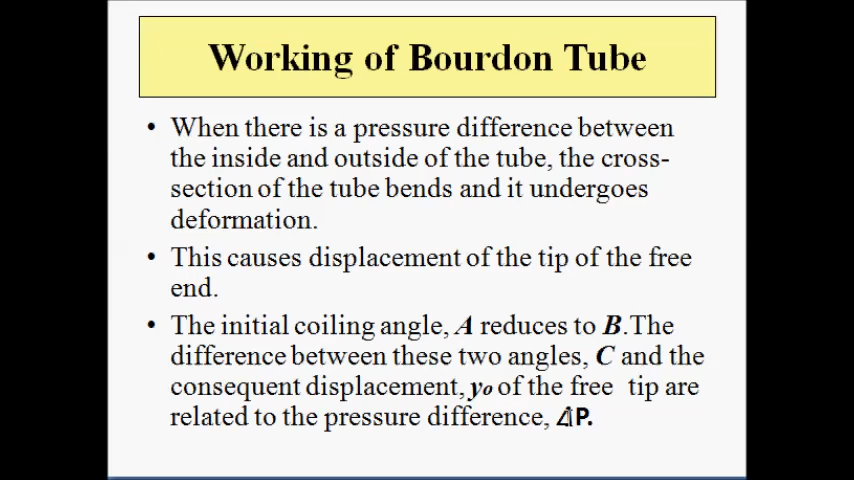 Working of Bourdon Tube
• When there is a pressure difference between
the inside and outside of the tube, the cross-
section of the tube bends and it undergoes
deformation.
• This causes displacement of the tip of the free
end.
• The initial coiling angle, A reduces to B.The
difference between these two angles, C and the
consequent displacement, yo of the free tip are
related to the pressure difference, ΔP.